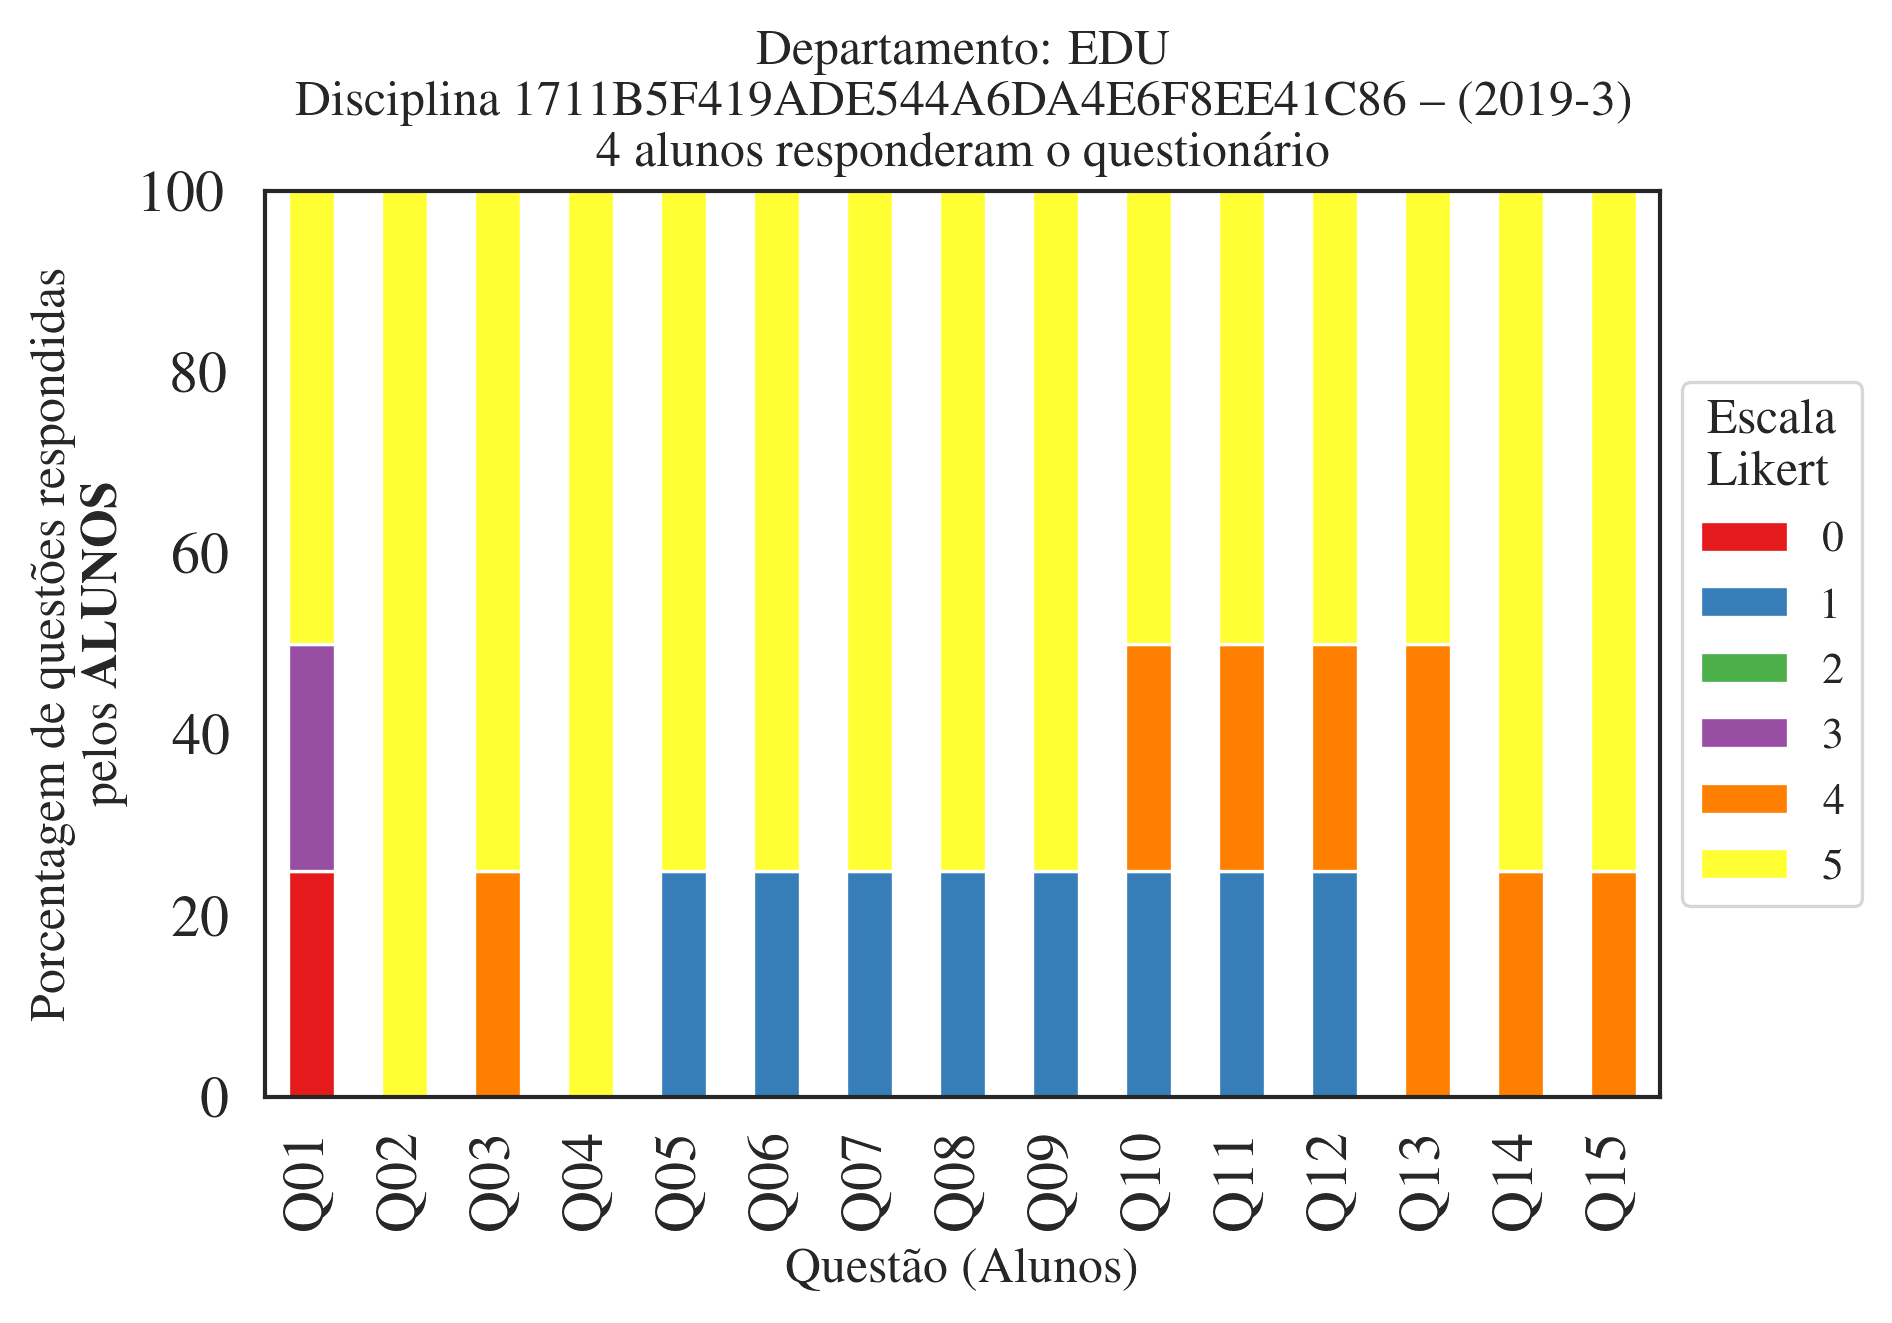 Departamento: EDU
Disciplina 1711B5F419ADE544A6DA4E6F8EE41C86 – (2019-3)
4 alunos responderam o questionário
Porcentagem de questões respondidas
pelos ALUNOS
100
80
60
40
20
0
Q01
Q02
Q03
Q04
Q05
Q06
Q07
Q08
Q09
Q10
Q11
Q12
Q13
Q14
Q15
Questão (Alunos)
Escala
Likert
0
1
2
3
4
5